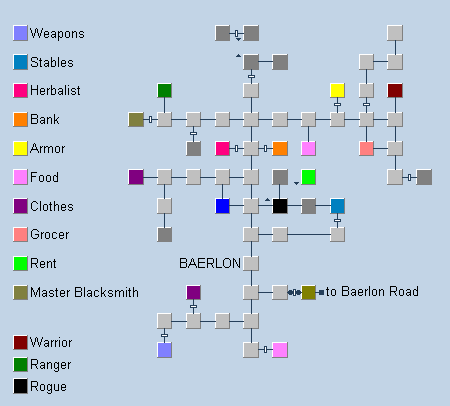 Weapons
Stables
Herbalist
Bank
Armor
Food
Clothes
Grocer
Rent
Master Blacksmith
Warrior
Ranger
Rogue
BAERLON
to Baerlon Road